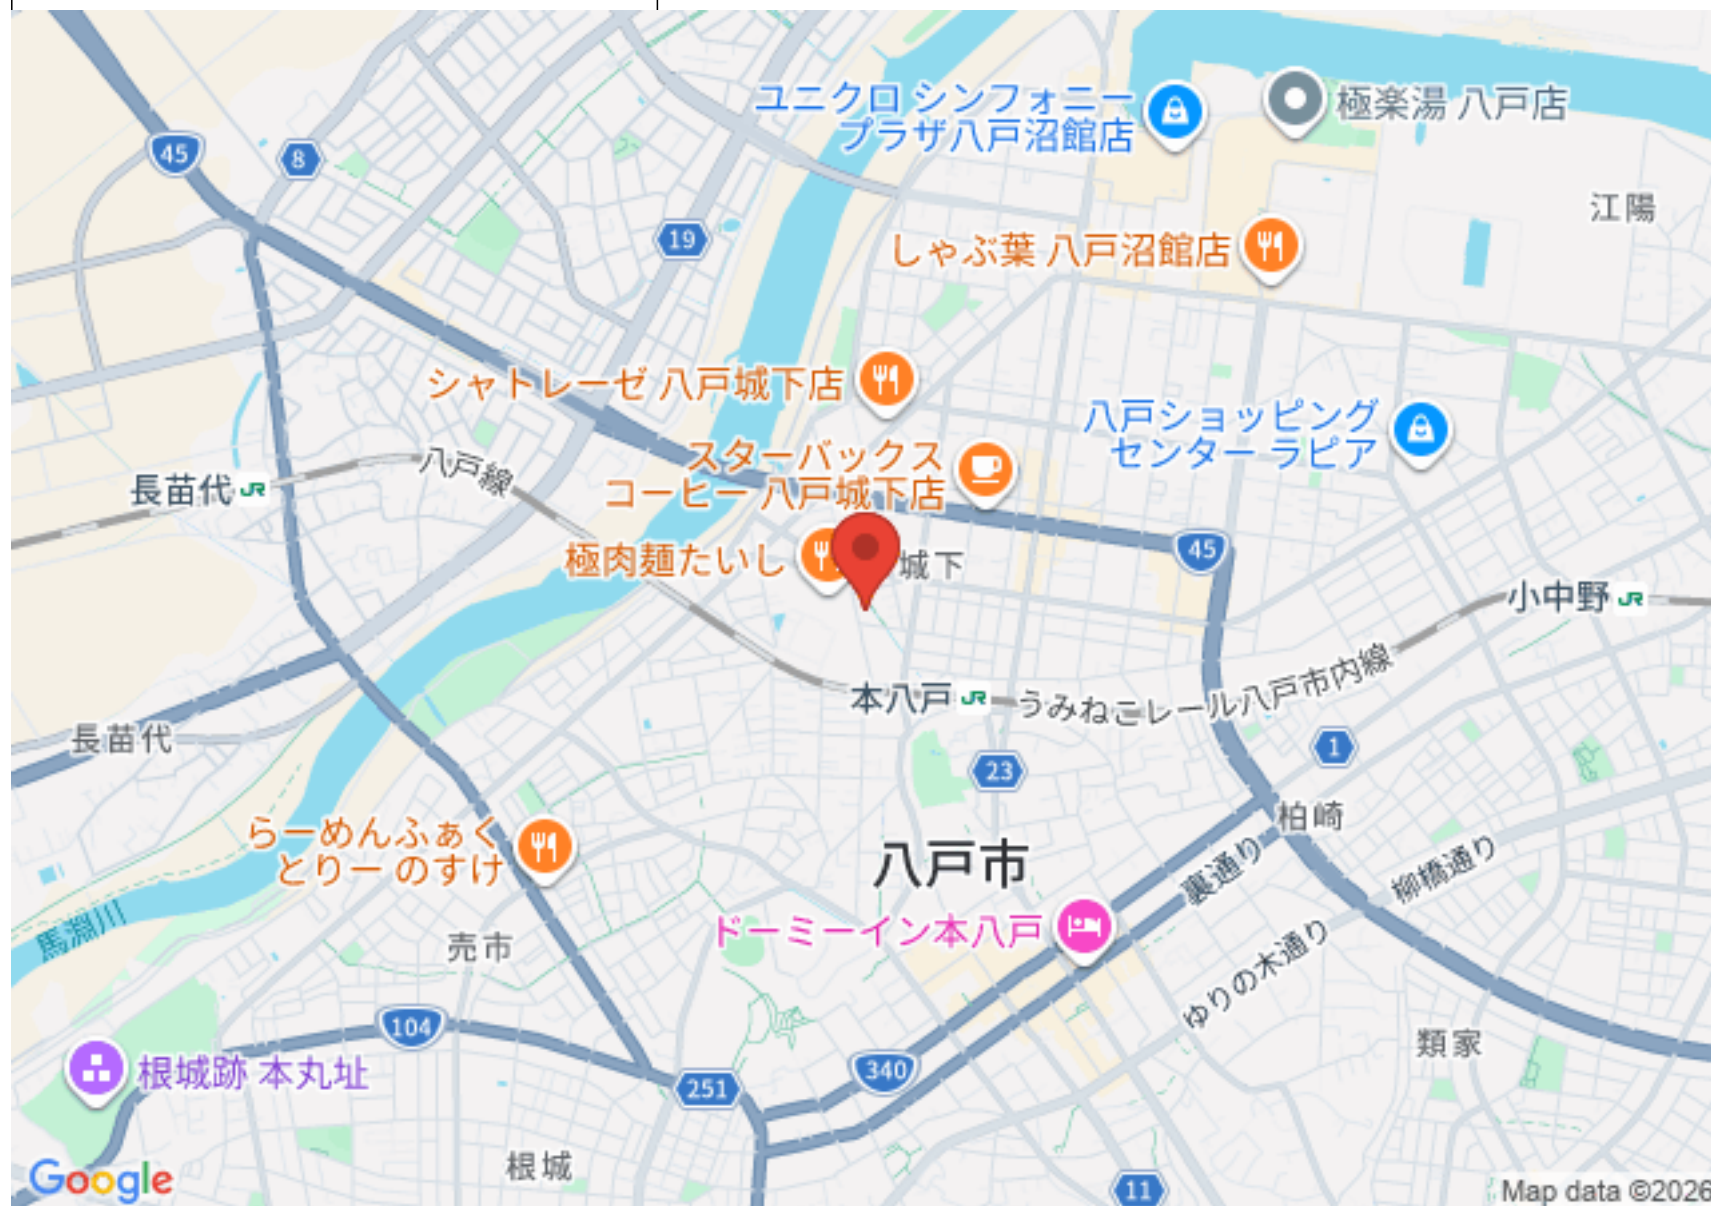 ユニクロ シンフォニー
プラザ八戸沼館店
極楽湯 八戸店
45
8
江陽
19
しゃぶ葉 八戸沼館店
シャトレーゼ 八戸城下店
八戸ショッピング
センター ラピア
スターバックス
コーヒー 八戸城下店
八戸線
長苗代 JR
極肉麺たいし
城下
45
小中野 JR
本八戸 JR
うみねこレール八戸市内線
長苗代
23
1
柏崎
らーめんふぁく
とりー のすけ
八戸市
裏通り
柳橋通り
馬淵川
売市
ドーミーイン本八戸
ゆりの木通り
104
類家
根城跡 本丸址
340
251
根城
Google
11
Map data ©2026